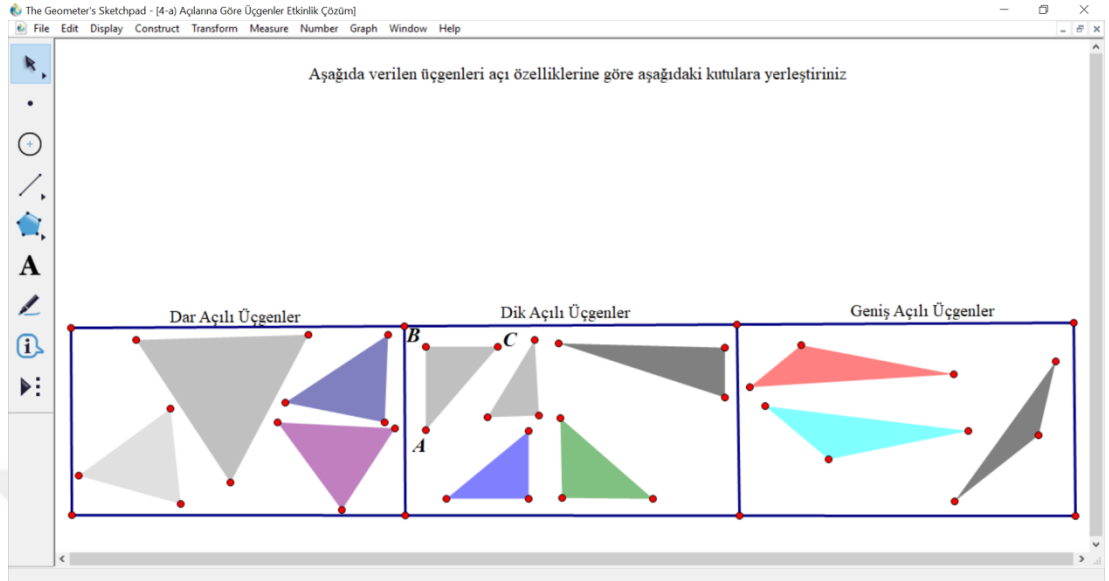 The Geometer's Sketchpad - [4-a) Açılarına Göre Üçgenler Etkinlik Çözüm]
File Edit Display Construct Transform Measure Number Graph Window Help
Aşağıda verilen üçgenleri açı özelliklerine göre aşağıdaki kutulara yerleştiriniz
Dar Açılı Üçgenler
Dik Açılı Üçgenler
Geniş Açılı Üçgenler
B
C
A
A